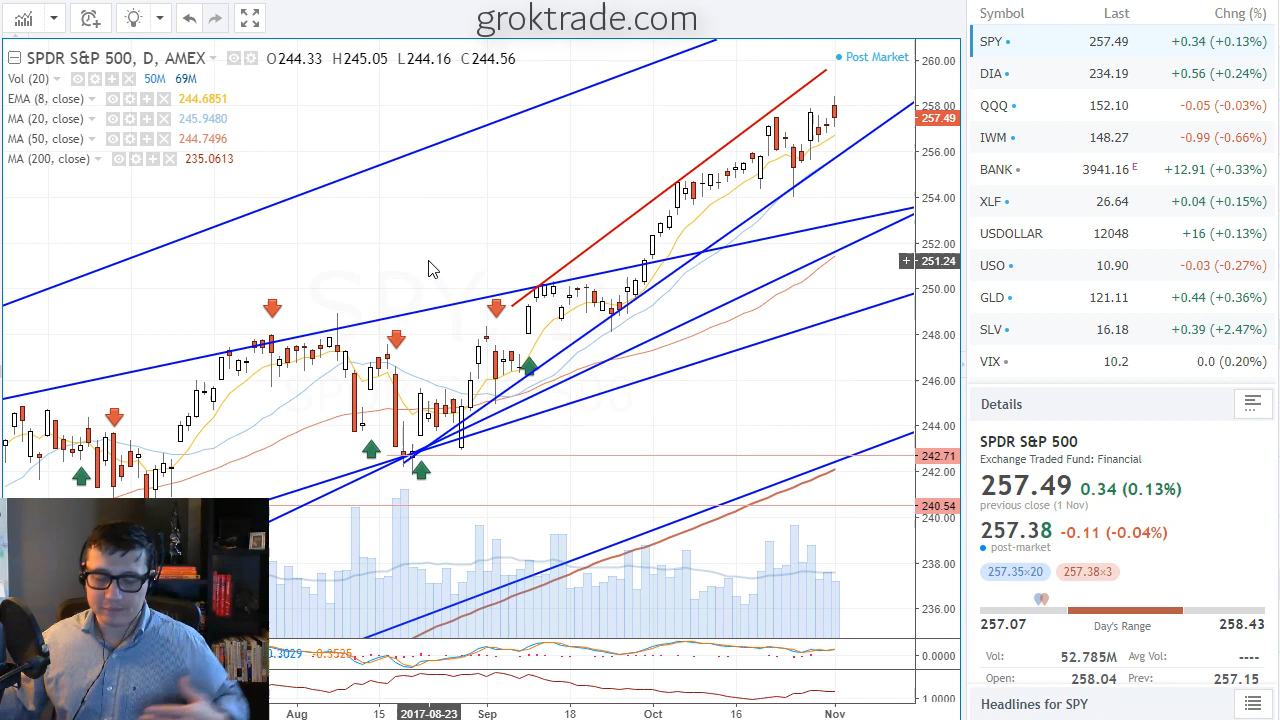 groktrade.com
SPDR S&P 500, D, AMEX O244.33 H245.05 L244.16 C244.56
Post Market
Vol (20) 50M 69M
EMA (8, close) 244.6851
MA (20, close) 245.9480
MA (50, close) 244.7496
MA (200, close) 235.0613
260.00
258.00
257.49
256.00
254.00
252.00
251.24
250.00
248.00
246.00
244.00
242.71
242.00
240.54
240.00
238.00
236.00
0.0000
1.0000
.3029 -0.3526
Aug 15 2017-08-23 Sep 18 Oct 16 Nov
Symbol Last Chng (%)
SPY 257.49 +0.34 (+0.13%)
DIA 234.19 +0.56 (+0.24%)
QQQ 152.10 -0.05 (-0.03%)
IWM 148.27 -0.99 (-0.66%)
BANK 3941.16 E +12.91 (+0.33%)
XLF 26.64 +0.04 (+0.15%)
USDOLLAR 12048 +16 (+0.13%)
USO 10.90 -0.03 (-0.27%)
GLD 121.11 +0.44 (+0.36%)
SLV 16.18 +0.39 (+2.47%)
VIX 10.2 0.0 (+0.00%)
Details
SPDR S&P 500
Exchange Traded Fund: Financial
257.49 0.34 (0.13%)
previous close (1 Nov)
257.38 -0.11 (-0.04%)
post-market
257.35×20 257.38×3
257.07 Day's Range 258.43
Vol: 52.785M Avg Vol: ----
Open: 258.04 Prev: 257.15
Headlines for SPY